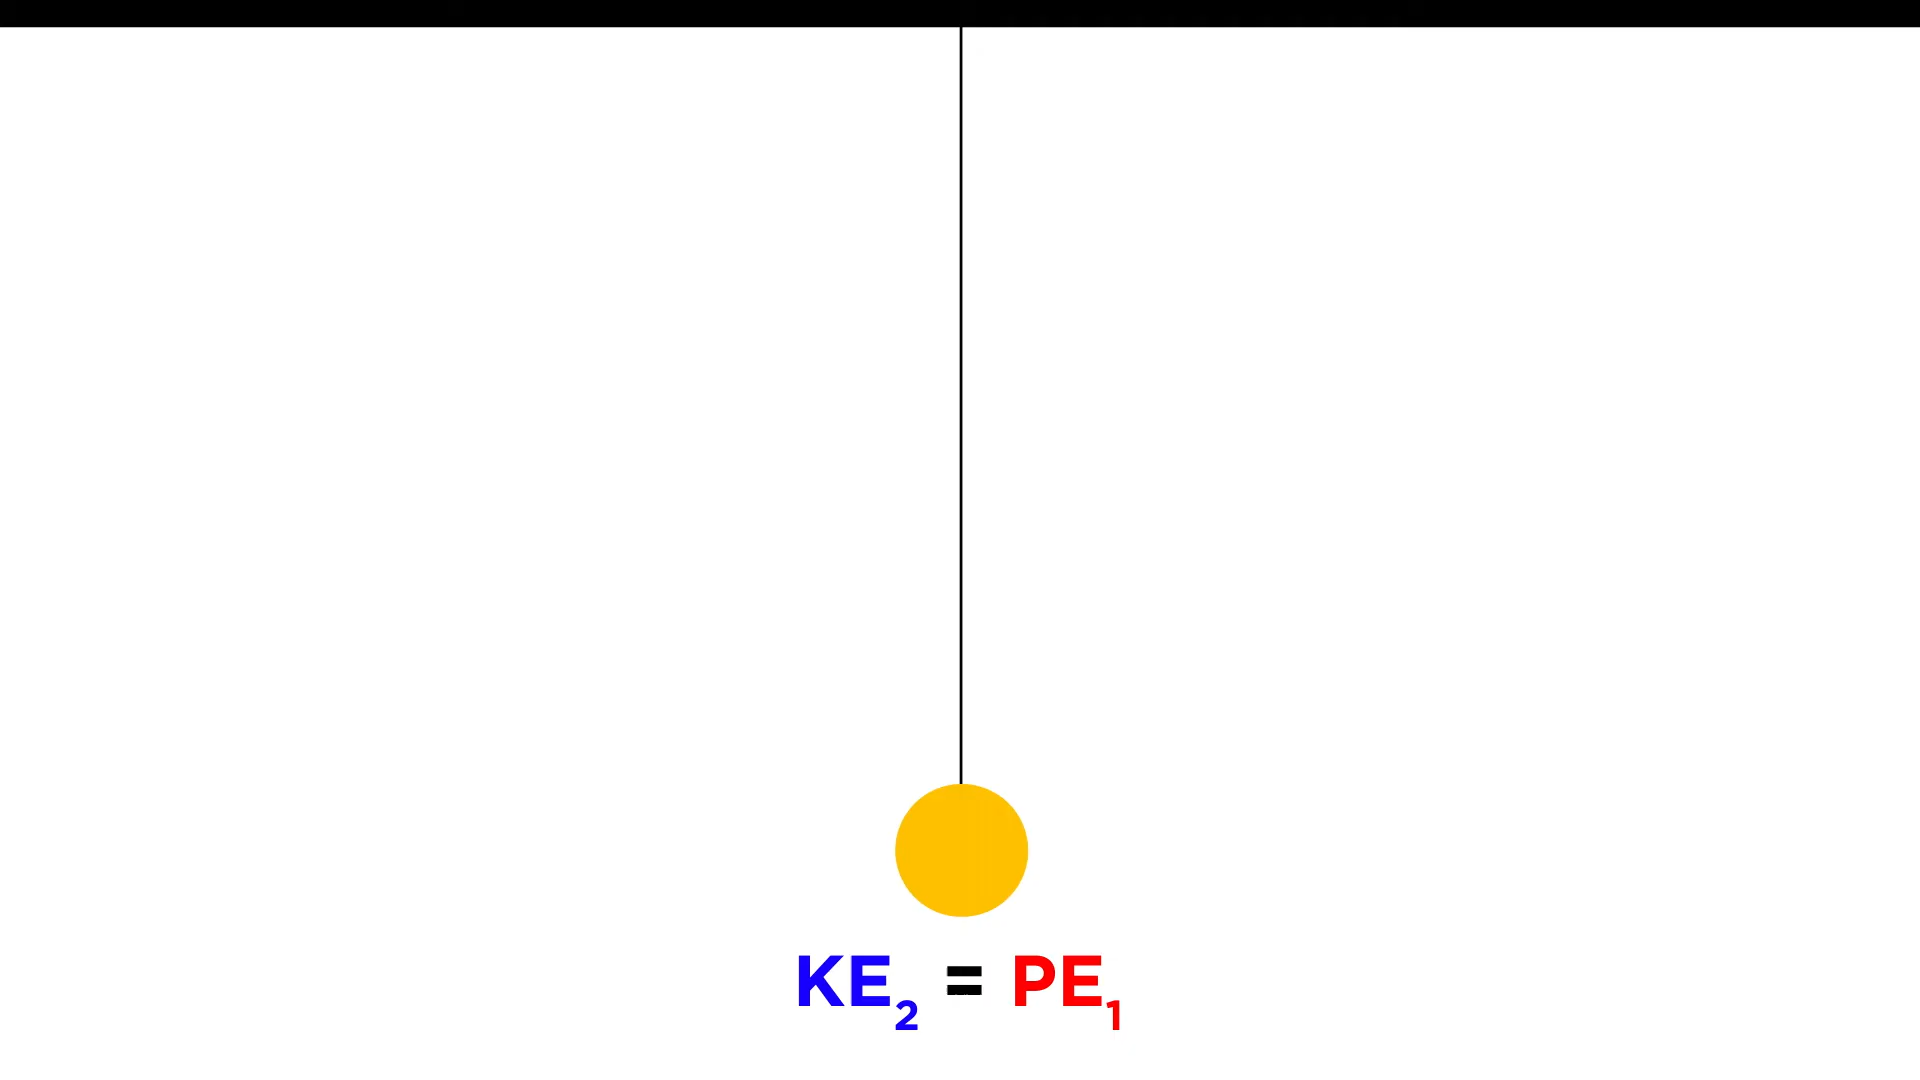 KE₂ = PE₁